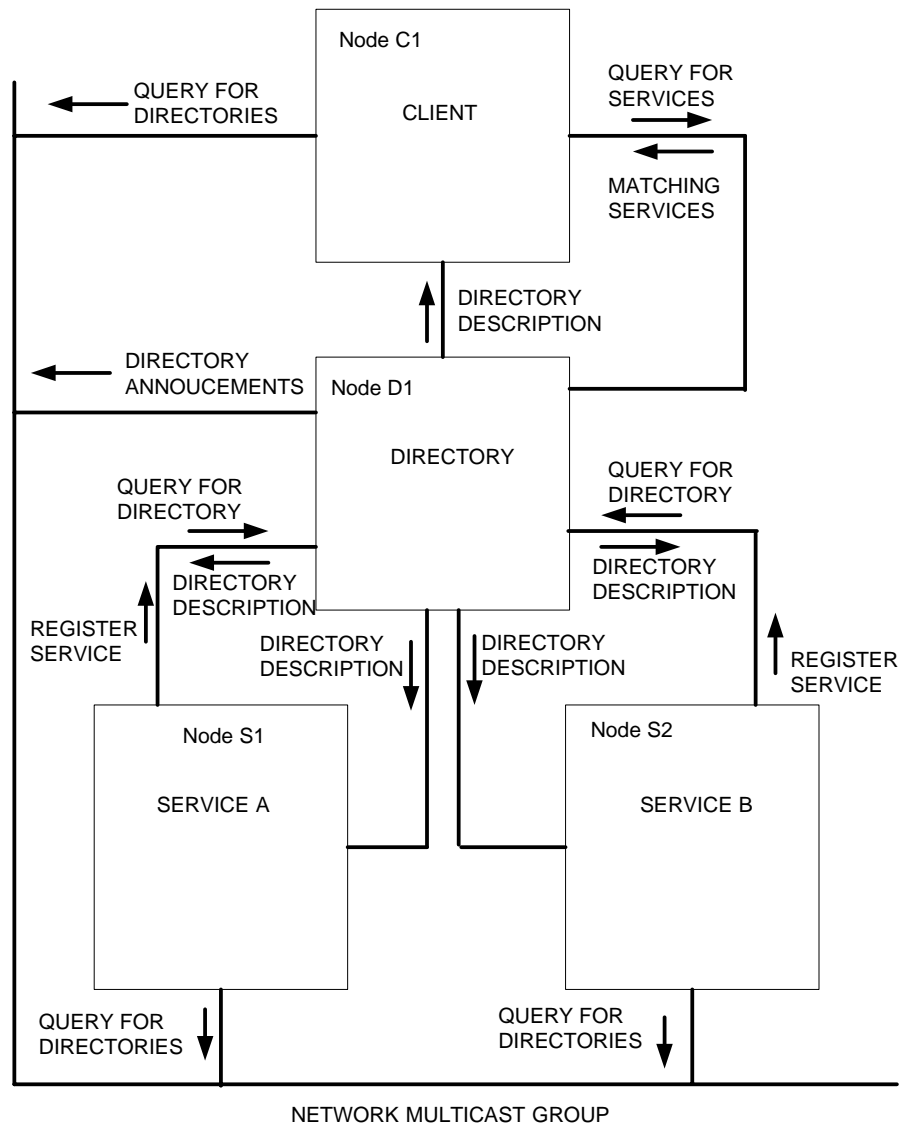 Node C1
CLIENT
QUERY FOR
DIRECTORIES
QUERY FOR
SERVICES
MATCHING
SERVICES
DIRECTORY
DESCRIPTION
DIRECTORY
ANNOUCEMENTS
Node D1
DIRECTORY
QUERY FOR
DIRECTORY
QUERY FOR
DIRECTORY
DIRECTORY
DESCRIPTION
DIRECTORY
DESCRIPTION
REGISTER
SERVICE
DIRECTORY
DESCRIPTION
DIRECTORY
DESCRIPTION
REGISTER
SERVICE
Node S1
SERVICE A
Node S2
SERVICE B
QUERY FOR
DIRECTORIES
QUERY FOR
DIRECTORIES
NETWORK MULTICAST GROUP